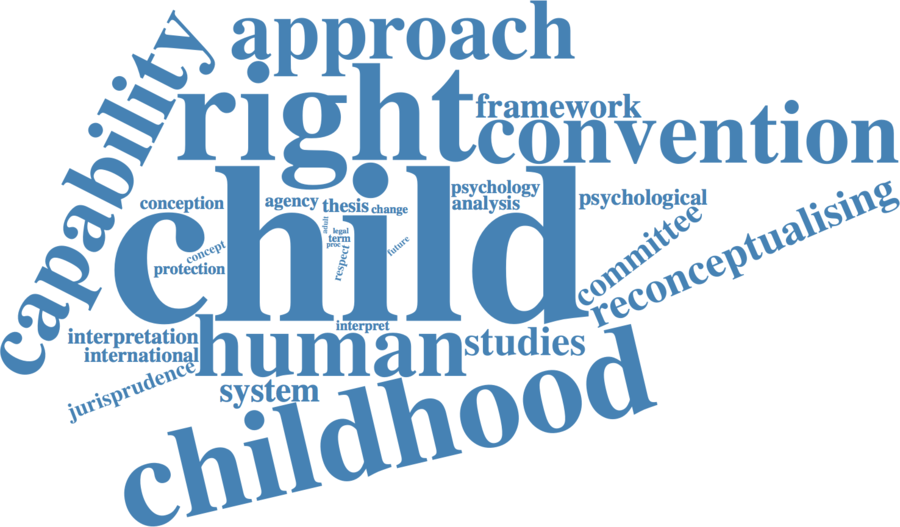 approach
capability
right
framework
convention
child
conception
agency
thesis
change
psychology
analysis
psychological
adult
legal
term
proc
respect
future
concept
protection
committee
reconceptualising
interpret
interpretation
international
human
studies
jurisprudence
system
childhood